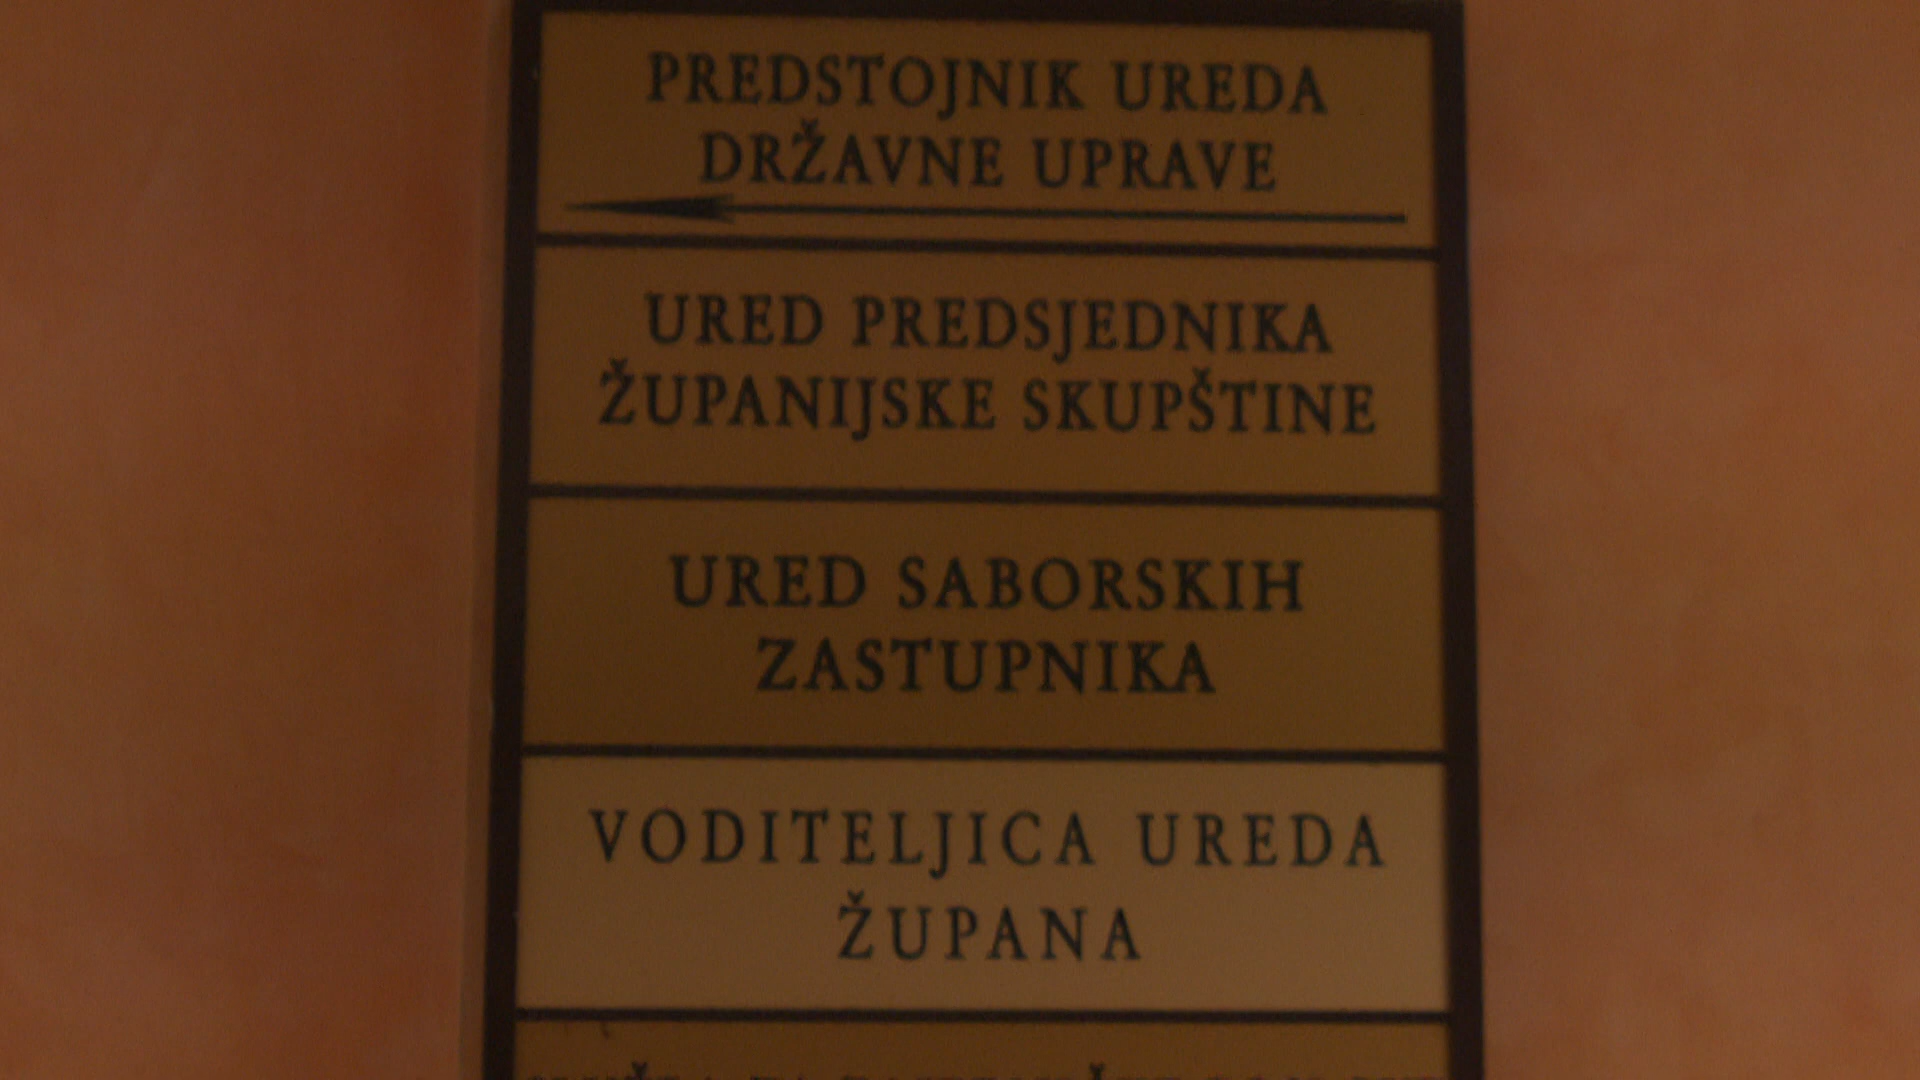 PREDSTOJNIK UREDA
DRŽAVNE UPRAVE
URED PREDSJEDNIKA
ŽUPANIJSKE SKUPŠTINE
URED SABORSKIH
ZASTUPNIKA
VODITELJICA UREDA
ŽUPANA